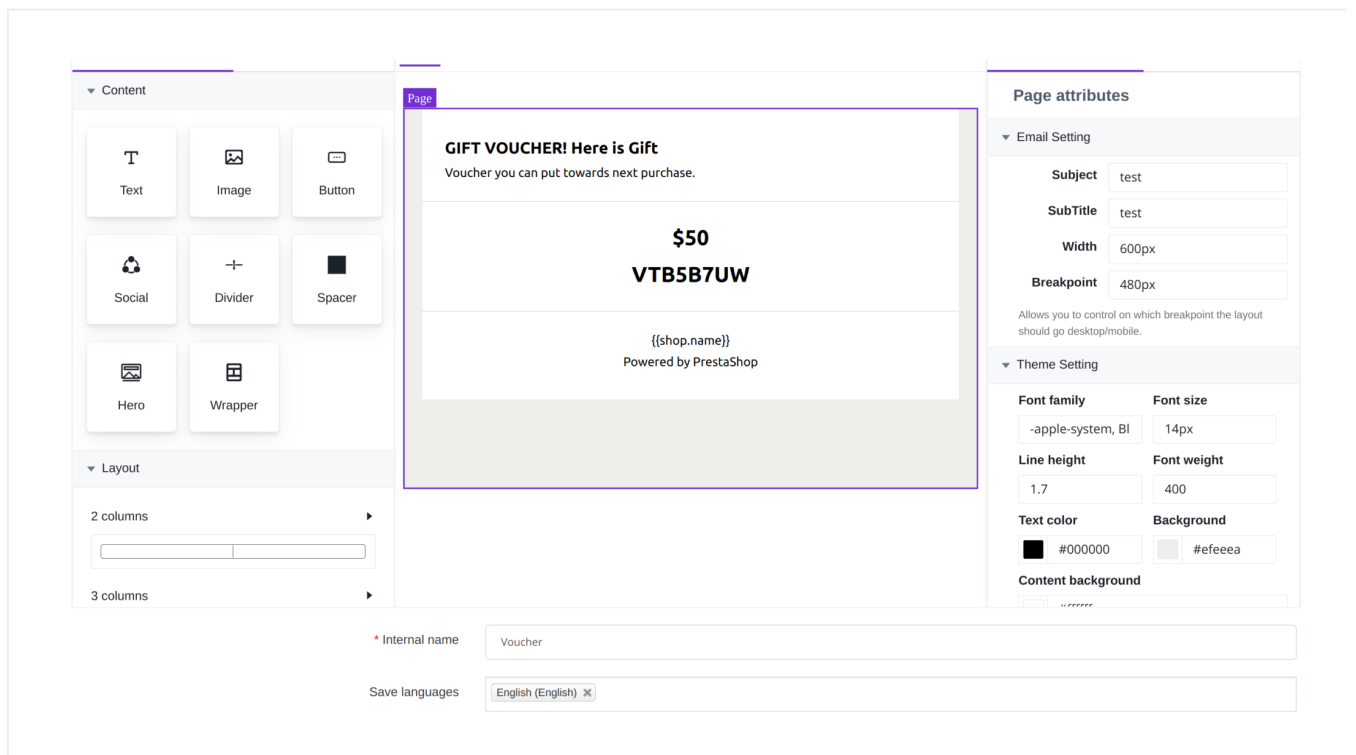 Content
Text
Image
Button
Social
Divider
Spacer
Hero
Wrapper
Layout
2 columns
3 columns
Page
GIFT VOUCHER! Here is Gift
Voucher you can put towards next purchase.
$50
VTB5B7UW
{{shop.name}}
Powered by PrestaShop
Page attributes
Email Setting
Subject test
SubTitle test
Width 600px
Breakpoint 480px
Allows you to control on which breakpoint the layout
should go desktop/mobile.
Theme Setting
Font family Font size
-apple-system, Bl 14px
Line height Font weight
1.7 400
Text color Background
#000000 #efeeea
Content background
#ffffff
* Internal name Voucher
Save languages English (English)